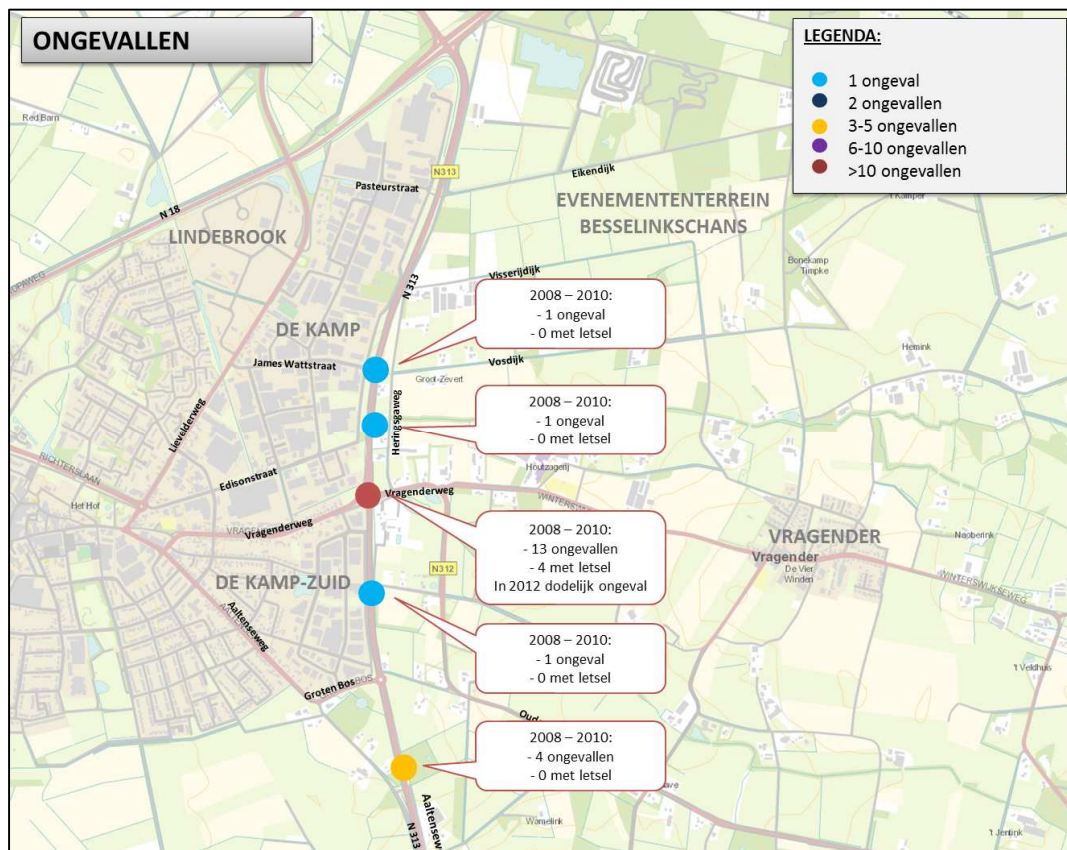 ONGEVALLEN
LEGENDA:
1 ongeval
2 ongevallen
3-5 ongevallen
6-10 ongevallen
>10 ongevallen
Red Barn
N313
Eikendijk
Pasteurstraat
EVENEMENTENTERREIN
BESSELINKSCHANS
't Kamper
N 18
LINDEBROOK
Bonekamp
Timpke
Visserijdijk
N 313
2008 – 2010:
- 1 ongeval
- 0 met letsel
DE KAMP
James Wattstraat
Vosdijk
Hemink
Groot-Zevert
Lievelderweg
2008 – 2010:
- 1 ongeval
- 0 met letsel
RICHTERSLAAN
Edisonstraat
Houtzagerij
Het Hof
Vragenderweg
Vragenderweg
2008 – 2010:
- 13 ongevallen
- 4 met letsel
In 2012 dodelijk ongeval
VRAGENDER
Vragender
De Vier
Winden
Naoberink
WINTERSWIJKSEWEG
N312
DE KAMP-ZUID
Aaltenseweg
2008 – 2010:
- 1 ongeval
- 0 met letsel
't Veldhuis
Groten Bos
2008 – 2010:
- 4 ongevallen
- 0 met letsel
N 313
Aaltensew
Wamelink
't Jentink